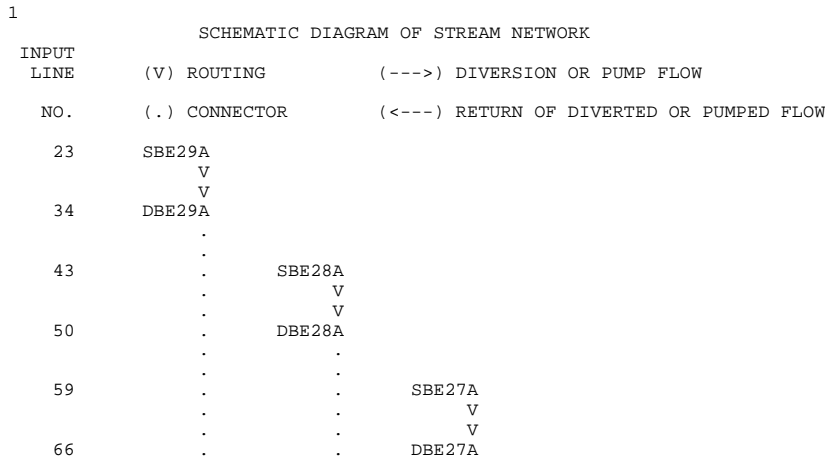 1
SCHEMATIC DIAGRAM OF STREAM NETWORK
INPUT
LINE (V) ROUTING (--->) DIVERSION OR PUMP FLOW
NO. (.) CONNECTOR (<---) RETURN OF DIVERTED OR PUMPED FLOW
23 SBE29A
V
V
34 DBE29A
.
.
43 . SBE28A
. V
. V
50 . DBE28A
. .
. .
59 . . SBE27A
. . V
. . V
66 . . DBE27A